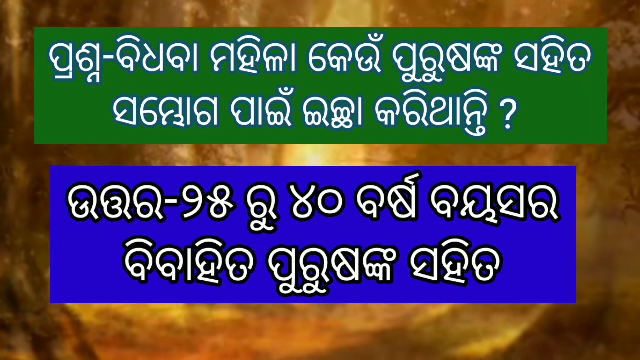 ପ୍ରଶ୍ନ-ବିଧବା ମହିଳା କେଉଁ ପୁରୁଷଙ୍କ ସହିତ
ସମ୍ଭୋଗ ପାଇଁ ଇଚ୍ଛା କରିଥାନ୍ତି ?
ଉତ୍ତର-୨୫ ରୁ ୪୦ ବର୍ଷ ବୟସର
ବିବାହିତ ପୁରୁଷଙ୍କ ସହିତ